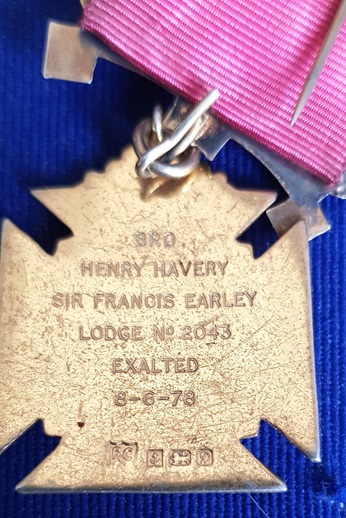 BRO
HENRY HAVERY
SIR FRANCIS EARLEY
LODGE Nº 2043
EXALTED
8-6-78